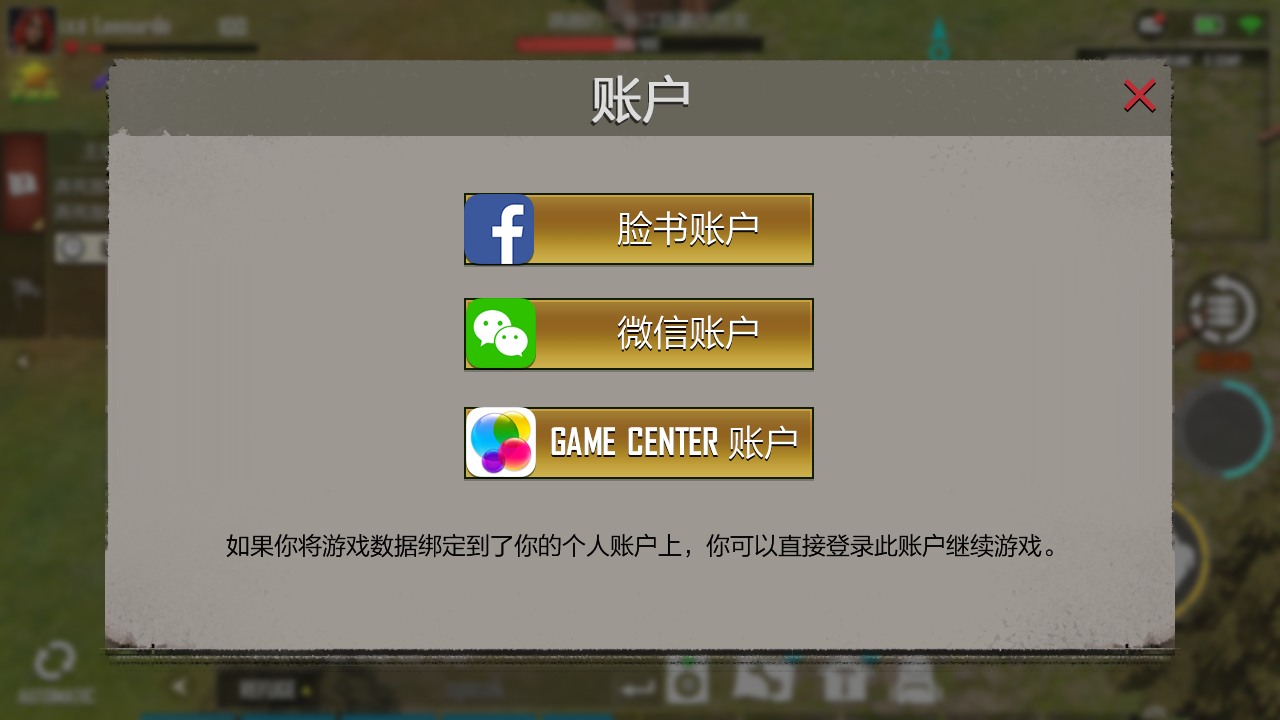 账户
脸书账户
微信账户
GAME CENTER 账户
如果你将游戏数据绑定到了你的个人账户上，你可以直接登录此账户继续游戏。
AUTOMATIC